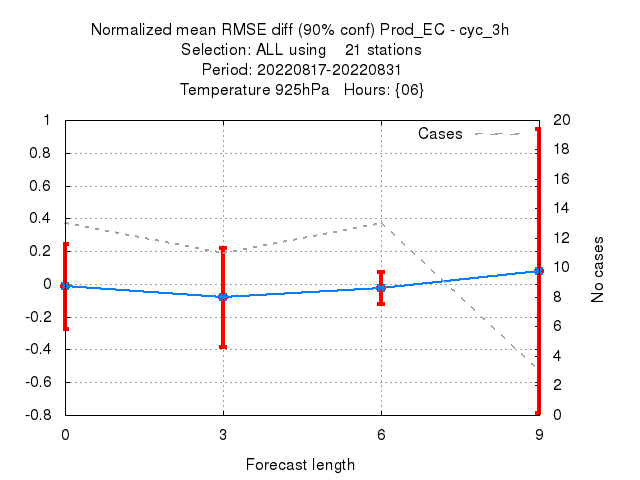 Normalized mean RMSE diff (90% conf) Prod_EC - cyc_3h
Selection: ALL using    21 stations
Period: 20220817-20220831
Temperature 925hPa   Hours: {06}
Cases
1
0.8
0.6
0.4
0.2
0
-0.2
-0.4
-0.6
-0.8
20
18
16
14
12
10
8
6
4
2
0
No cases
0 3 6 9
Forecast length